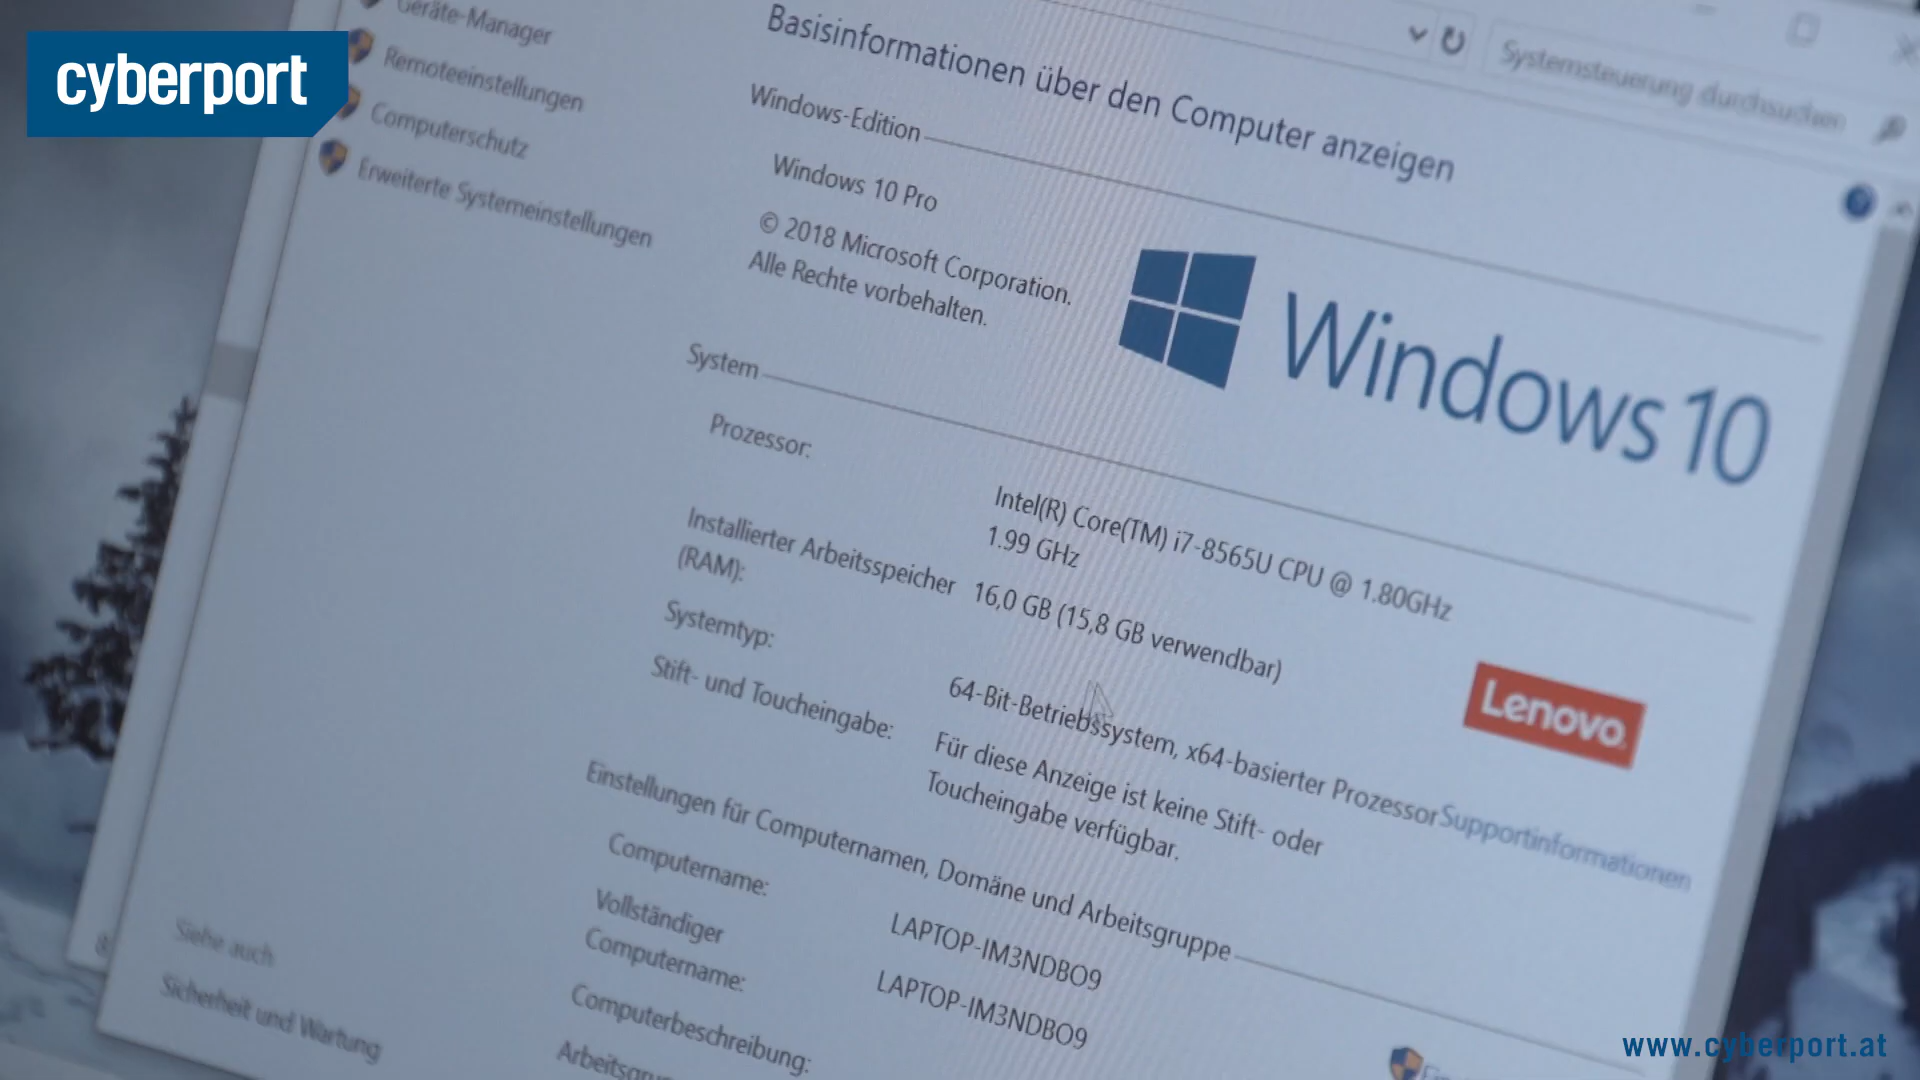 cyberport
Geräte-Manager
Remoteeinstellungen
Computerschutz
Erweiterte Systemeinstellungen
Siehe auch
Sicherheit und Wartung
Systemsteuerung durchsuchen
Basisinformationen über den Computer anzeigen
Windows-Edition
Windows 10 Pro
© 2018 Microsoft Corporation.
Alle Rechte vorbehalten.
Windows 10
System
Prozessor:
Intel(R) Core(TM) i7-8565U CPU @ 1.80GHz
1.99 GHz
Installierter Arbeitsspeicher
(RAM):
16,0 GB (15,8 GB verwendbar)
Systemtyp:
64-Bit-Betriebssystem, x64-basierter Prozessor
Stift- und Toucheingabe:
Für diese Anzeige ist keine Stift- oder
Toucheingabe verfügbar.
Lenovo
Supportinformationen
Einstellungen für Computernamen, Domäne und Arbeitsgruppe
Computername:
LAPTOP-IM3NDBO9
Vollständiger
Computername:
LAPTOP-IM3NDBO9
Computerbeschreibung:
www.cyberport.at